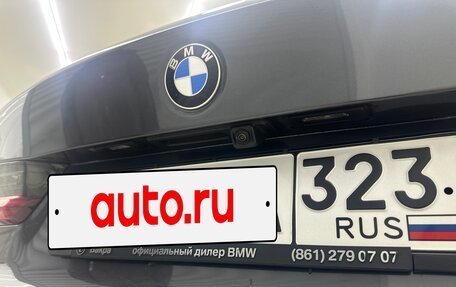 BMW
auto.ru
323
RUS
официальный дилер BMW (861) 279 07 07